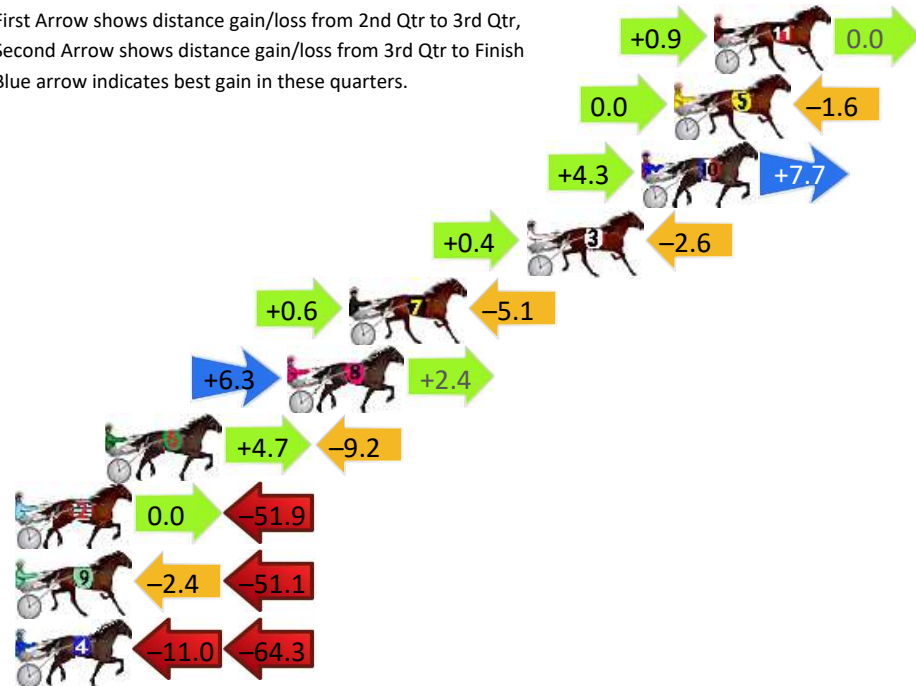 First Arrow shows distance gain/loss from 2nd Qtr to 3rd Qtr,
Second Arrow shows distance gain/loss from 3rd Qtr to Finish
Blue arrow indicates best gain in these quarters.
+0.9 11 0.0
0.0 5 –1.6
+4.3 10 +7.7
+0.4 3 –2.6
+0.6 7 –5.1
+6.3 8 +2.4
+4.7 –9.2
2 0.0 –51.9
9 –2.4 –51.1
4 –11.0 –64.3